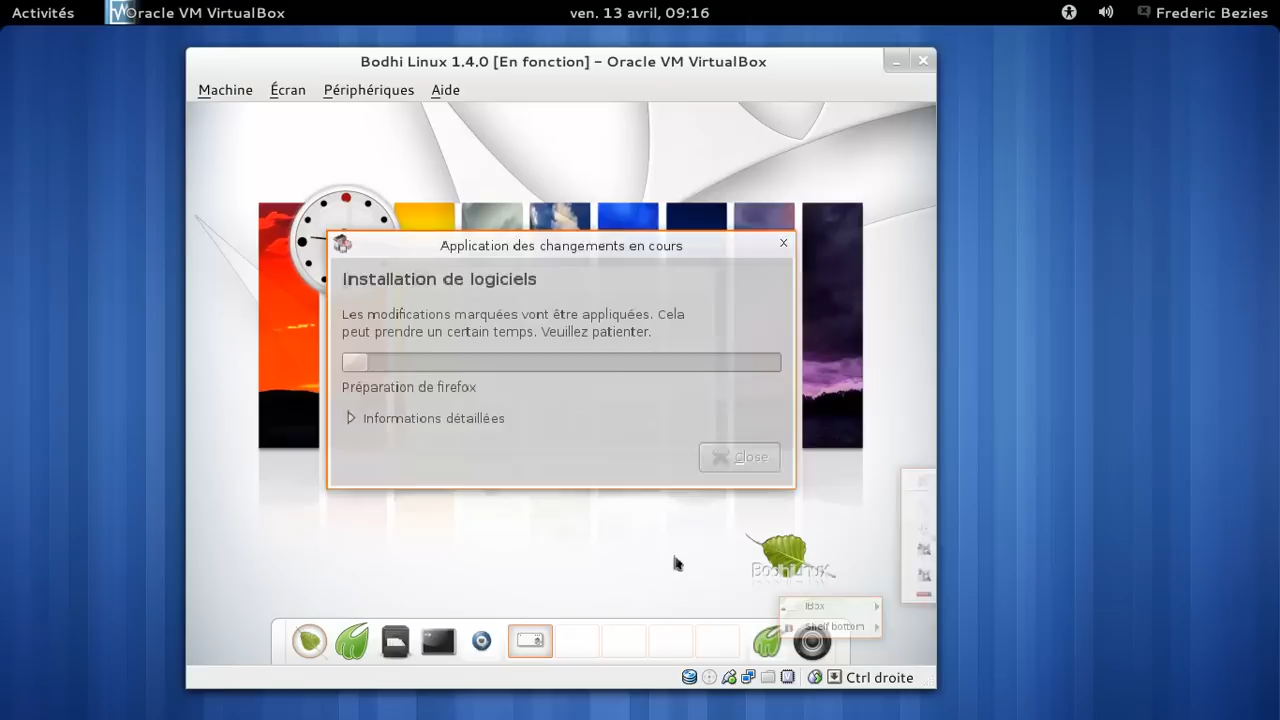 Activités Oracle VM VirtualBox ven. 13 avril, 09:16 Frederic Bezies
Bodhi Linux 1.4.0 [En fonction] – Oracle VM VirtualBox
Machine Écran Périphériques Aide
Application des changements en cours
Installation de logiciels
Les modifications marquées vont être appliquées. Cela
peut prendre un certain temps. Veuillez patienter.
Préparation de firefox
Informations détaillées
Close
IBox
Shelf bottom
Ctrl droite